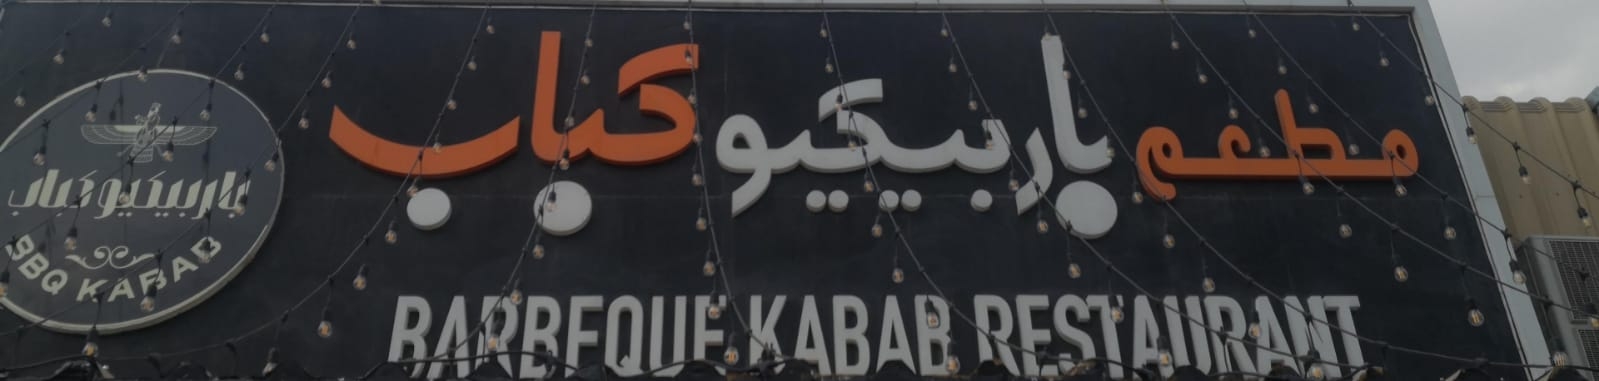 مطعم باربيكيو كباب
BARBEQUE KABAB RESTAURANT
باربيكيو كباب
BBQ KABAB